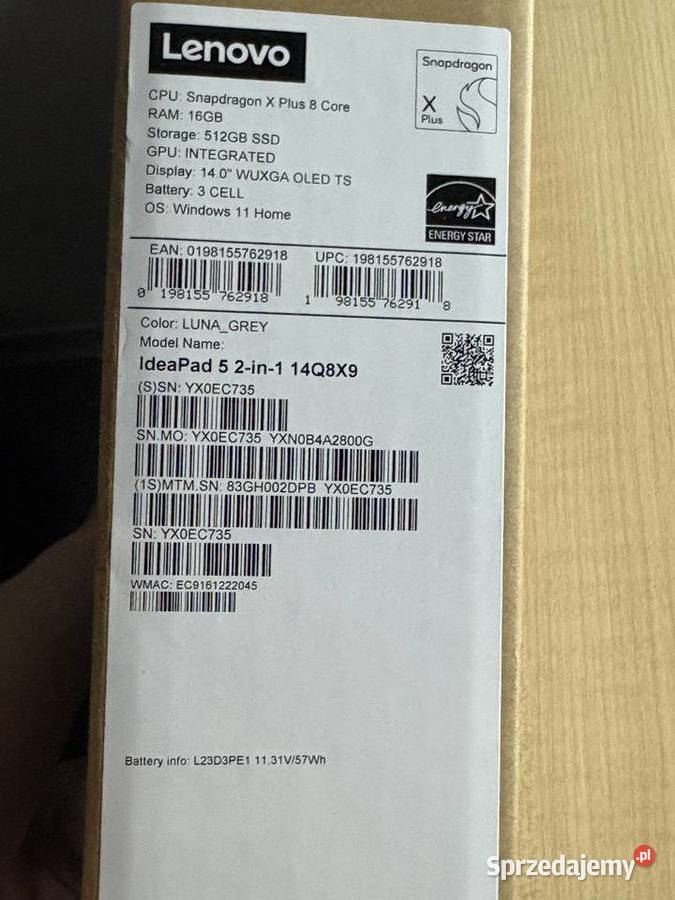 Lenovo
Snapdragon
X
Plus
CPU: Snapdragon X Plus 8 Core
RAM: 16GB
Storage: 512GB SSD
GPU: INTEGRATED
Display: 14.0" WUXGA OLED TS
Battery: 3 CELL
OS: Windows 11 Home
energy
ENERGY STAR
EAN: 0198155762918 UPC: 198155762918
0 198155 762918 1 98155 76291 8
Color: LUNA_GREY
Model Name:
IdeaPad 5 2-in-1 14Q8X9
(S)SN: YX0EC735
SN.MO: YX0EC735 YXN0B4A2800G
(1S)MTM.SN: 83GH002DPB YX0EC735
SN: YX0EC735
WMAC: EC9161222045
Battery info: L23D3PE1 11.31V/57Wh
Sprzedajemy.pl